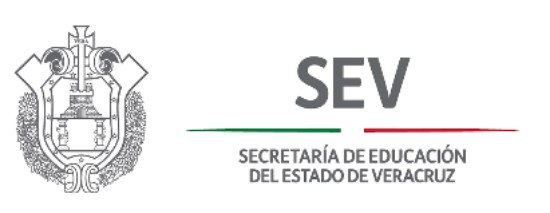 SEV
SECRETARÍA DE EDUCACIÓN
DEL ESTADO DE VERACRUZ